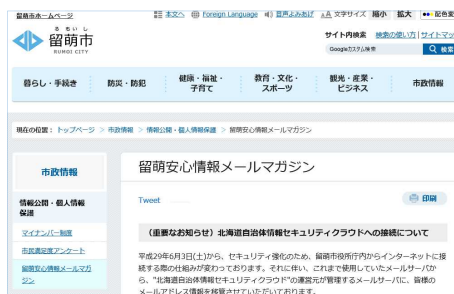 留萌市ホームページ
本文へ Foreign Language 音声よみあげ AA 文字サイズ 縮小 拡大 配色変
るもいし
留萌市
RUMOI CITY
サイト内検索 検索の使い方 サイトマッ
Googleカスタム検索 検索
暮らし・手続き 防災・防犯 健康・福祉・子育て 教育・文化・スポーツ 観光・産業・ビジネス 市政情報
現在の位置： トップページ > 市政情報 > 情報公開・個人情報保護 > 留萌安心情報メールマガジン
市政情報
情報公開・個人情報
保護
マイナンバー制度
市民満足度アンケート
留萌安心情報メールマガ
ジン
留萌安心情報メールマガジン
Tweet
印刷
（重要なお知らせ）北海道自治体情報セキュリティクラウドへの接続について
平成29年6月3日(土)から、セキュリティ強化のため、留萌市役所庁内からインターネットに接
続する際の仕組みが変わっております。それに伴い、これまで使用していたメールサーバか
ら、"北海道自治体情報セキュリティクラウド"の運営元が管理するメールサーバに、皆様の
メールアドレス情報を移管させていただいております。